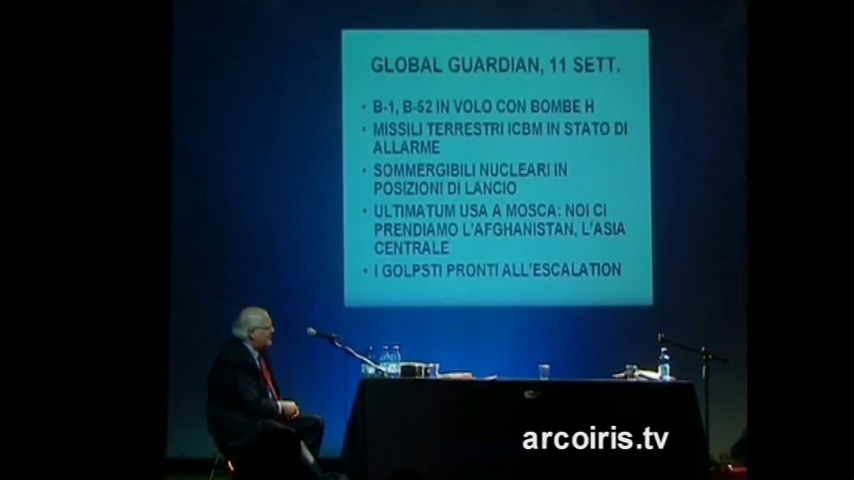 GLOBAL GUARDIAN, 11 SETT.
• B-1, B-52 IN VOLO CON BOMBE H
• MISSILI TERRESTRI ICBM IN STATO DI
ALLARME
• SOMMERGIBILI NUCLEARI IN
POSIZIONI DI LANCIO
• ULTIMATUM USA A MOSCA: NOI CI
PRENDIAMO L'AFGHANISTAN, L'ASIA
CENTRALE
• I GOLPSTI PRONTI ALL'ESCALATION
arcoiris.tv